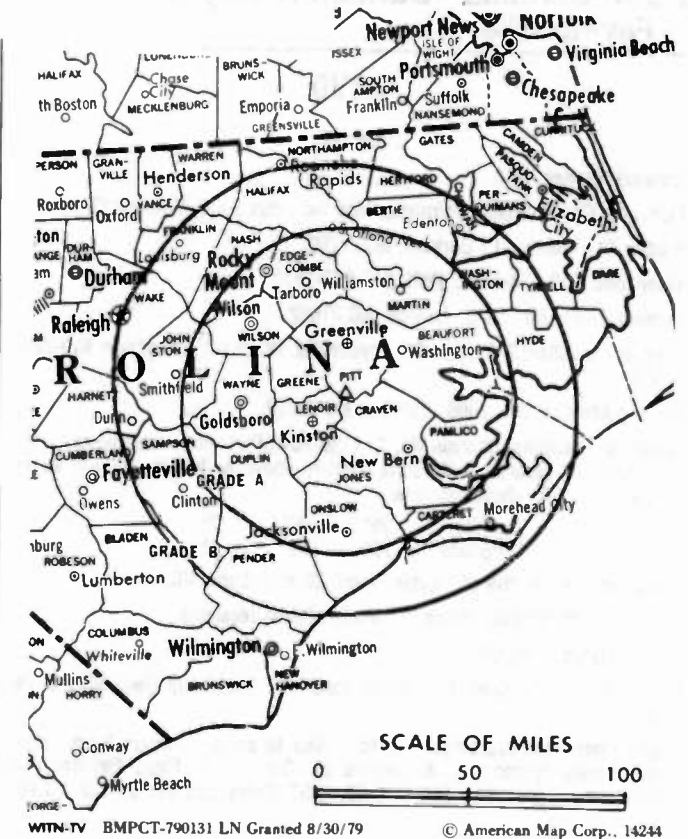 Newport News
NORFOLK
ISSEX
ISLE OF
WIGHT
Virginia Beach
Portsmouth
HALIFAX
Chase
City
MECKLENBURG
BRUNS-
WICK
SOUTH
AMPTON
th Boston
Emporia
Franklin
Suffolk
Chesapeake
GREENSVILLE
NANSEMOND
CURRITUCK
GATES
CAMDEN
PERSON
GRAN-
VILLE
WARREN
NORTHAMPTON
PASQUO-
TANK
Henderson
Roanoke
Rapids
HERTFORD
PER-
QUIMANS
Roxboro
VANCE
HALIFAX
Oxford
BERTIE
Elizabeth
City
FRANKLIN
Edenton
Scotland Neck
ton
DUR-
HAM
Louisburg
NASH
EDGE-
COMBE
Rocky
Mount
WASH-
INGTON
TYRRELL
DARE
Durham
Tarboro
Williamston
WAKE
MARTIN
Raleigh
Wilson
Greenville
BEAUFORT
HYDE
JOHN
STON
WILSON
Washington
R O L I N A
Smithfield
WAYNE
GREENE
PITT
HARNET
LENOIR
CRAVEN
Dunn
Goldsboro
Kinston
PAMLICO
CUMBERLAND
SAMPSON
DUPLIN
New Bern
Fayetteville
GRADE A
JONES
Owens
Clinton
ONSLOW
CARTERET
Morehead City
Jacksonville
BLADEN
GRADE B
PENDER
nburg
ROBESON
Lumberton
COLUMBUS
Whiteville
Wilmington
E. Wilmington
Mullins
HORRY
BRUNSWICK
NEW
HANOVER
Conway
SCALE OF MILES
Myrtle Beach
0 50 100
ORGE-
WITN-TV BMPCT-790131 LN Granted 8/30/79 © American Map Corp., 14244